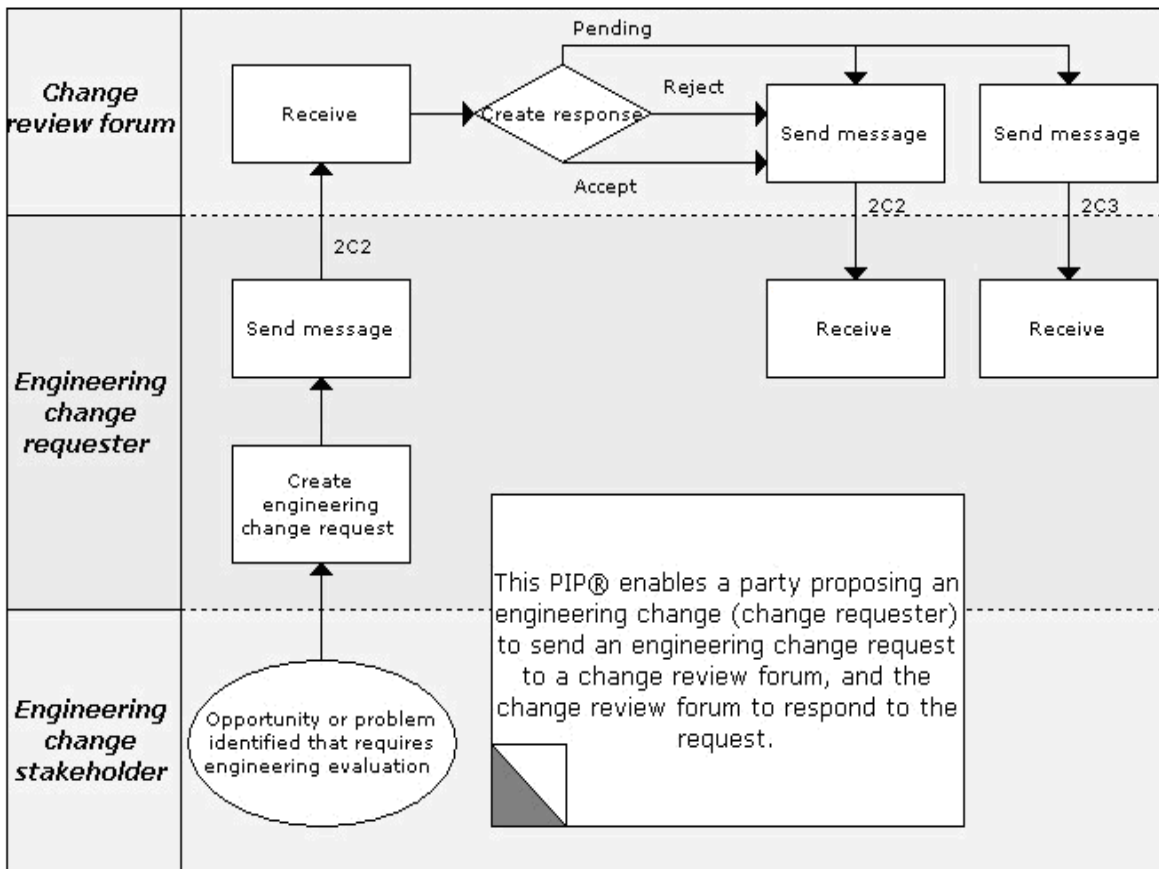 Change
review forum
Receive
Create response
Pending
Reject
Accept
Send message
Send message
2C2
2C3
Engineering
change
requester
2C2
Send message
Receive
Receive
Create
engineering
change request
Engineering
change
stakeholder
Opportunity or problem
identified that requires
engineering evaluation
This PIP® enables a party proposing an
engineering change (change requester)
to send an engineering change request
to a change review forum, and the
change review forum to respond to the
request.